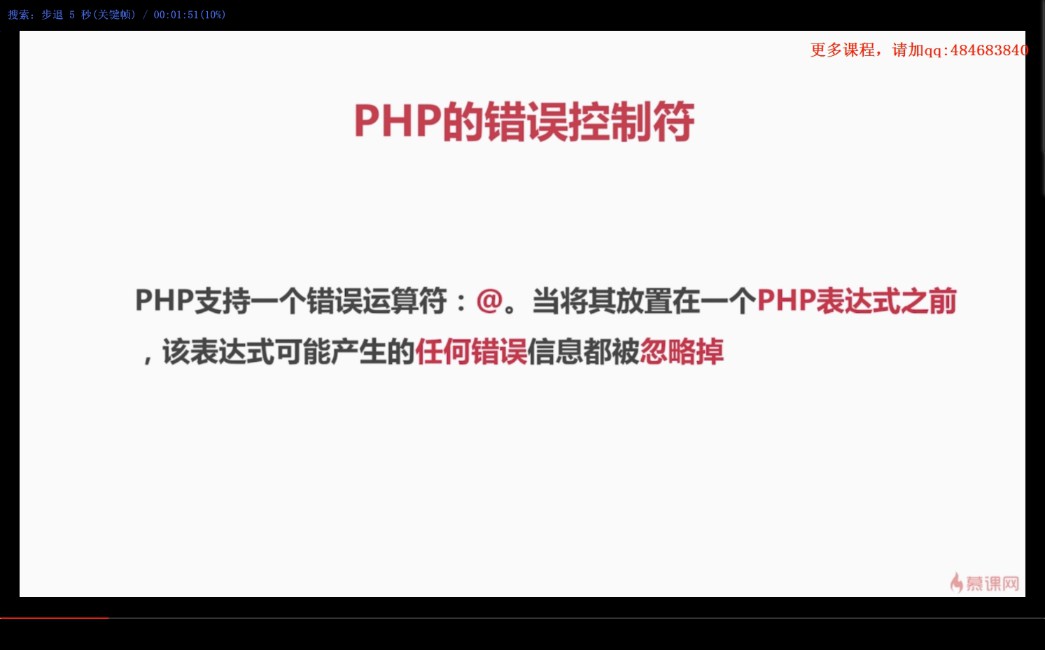 搜索：步退 5 秒(关键帧) / 00:01:51(10%)
更多课程，请加qq:484683840
PHP的错误控制符
PHP支持一个错误运算符：@。当将其放置在一个PHP表达式之前
，该表达式可能产生的任何错误信息都被忽略掉
慕课网